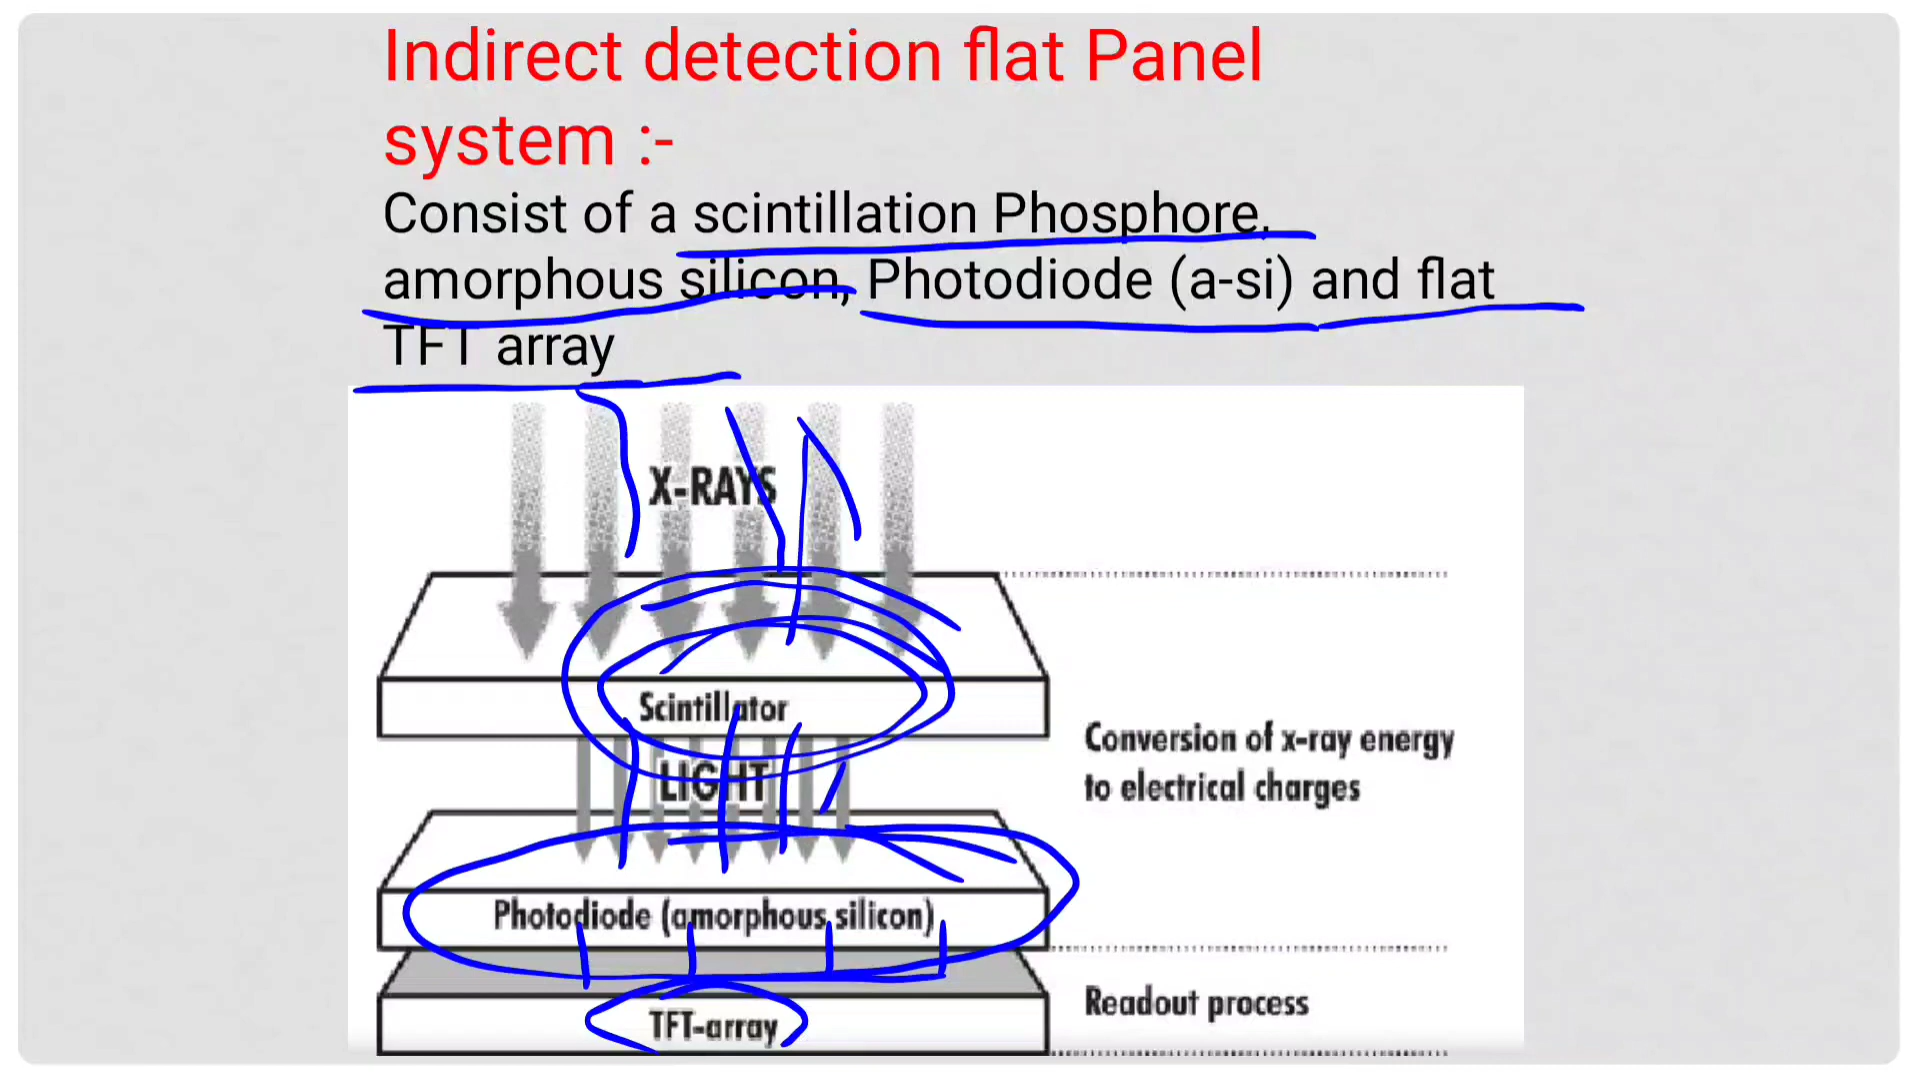 Indirect detection flat Panel
system :-
Consist of a scintillation Phosphore,
amorphous silicon, Photodiode (a-si) and flat
TFT array
X-RAYS
Scintillator
LIGHT
Conversion of x-ray energy
to electrical charges
Photodiode (amorphous silicon)
Readout process
TFT-array